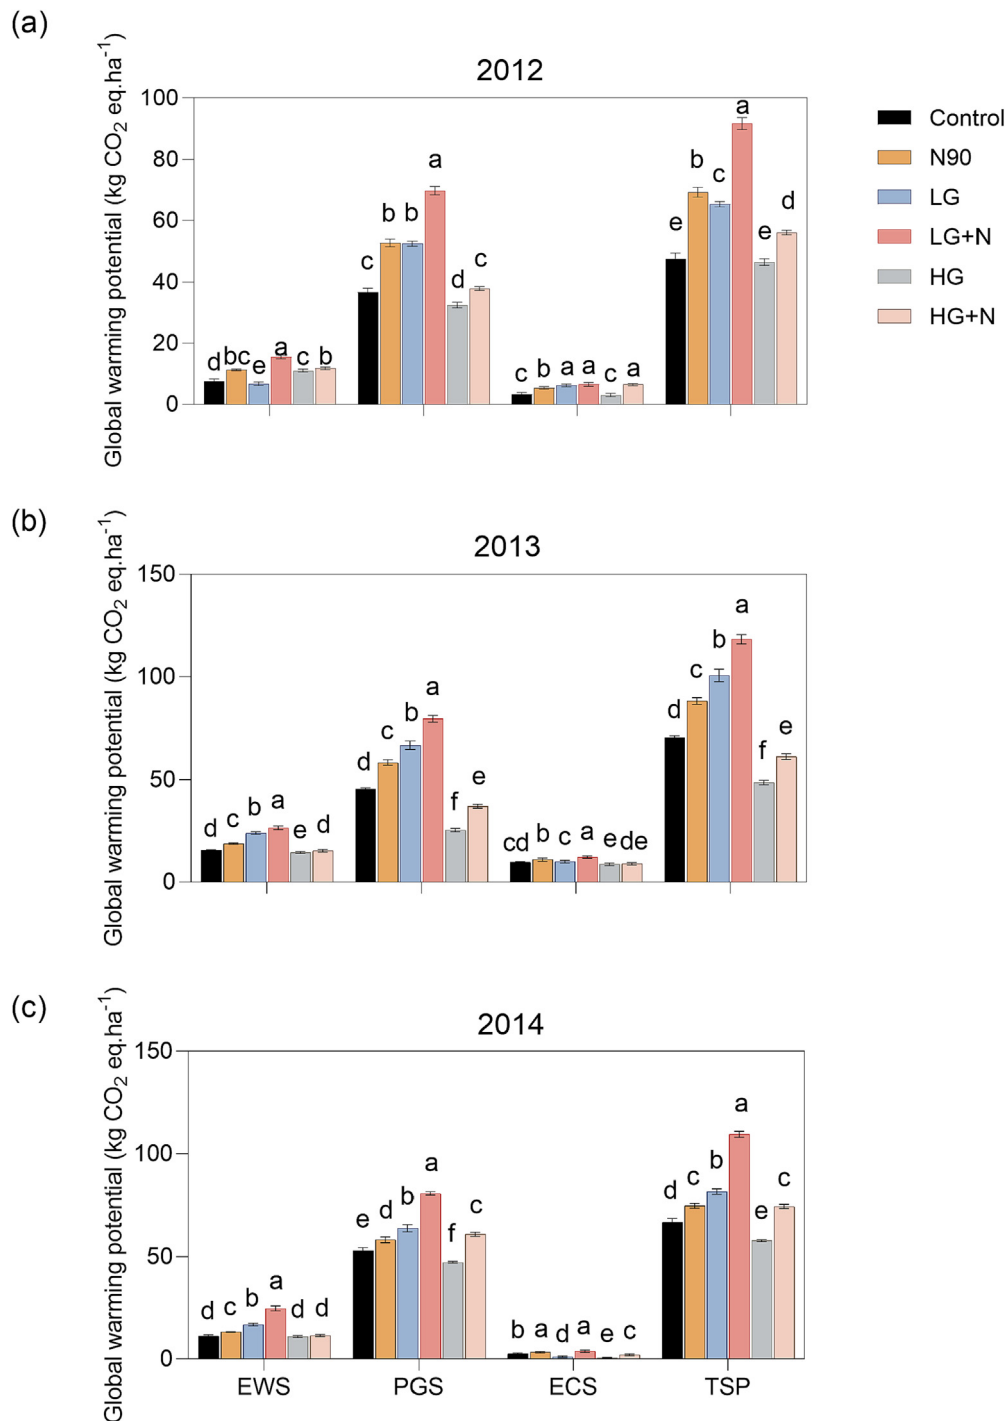 (a)
2012
Global warming potential (kg CO₂ eq.ha⁻¹)
100
80
60
40
20
0
d bc e a c b
c b b a d c
c b a a c a
e b c a e d
Control
N90
LG
LG+N
HG
HG+N
(b)
2013
Global warming potential (kg CO₂ eq.ha⁻¹)
150
100
50
0
d c b a e d
d c b a f e
cd b c a e de
d c b a f e
(c)
2014
Global warming potential (kg CO₂ eq.ha⁻¹)
150
100
50
0
d c b a d d
e d b a f c
b a d a e c
d c b a e c
EWS PGS ECS TSP